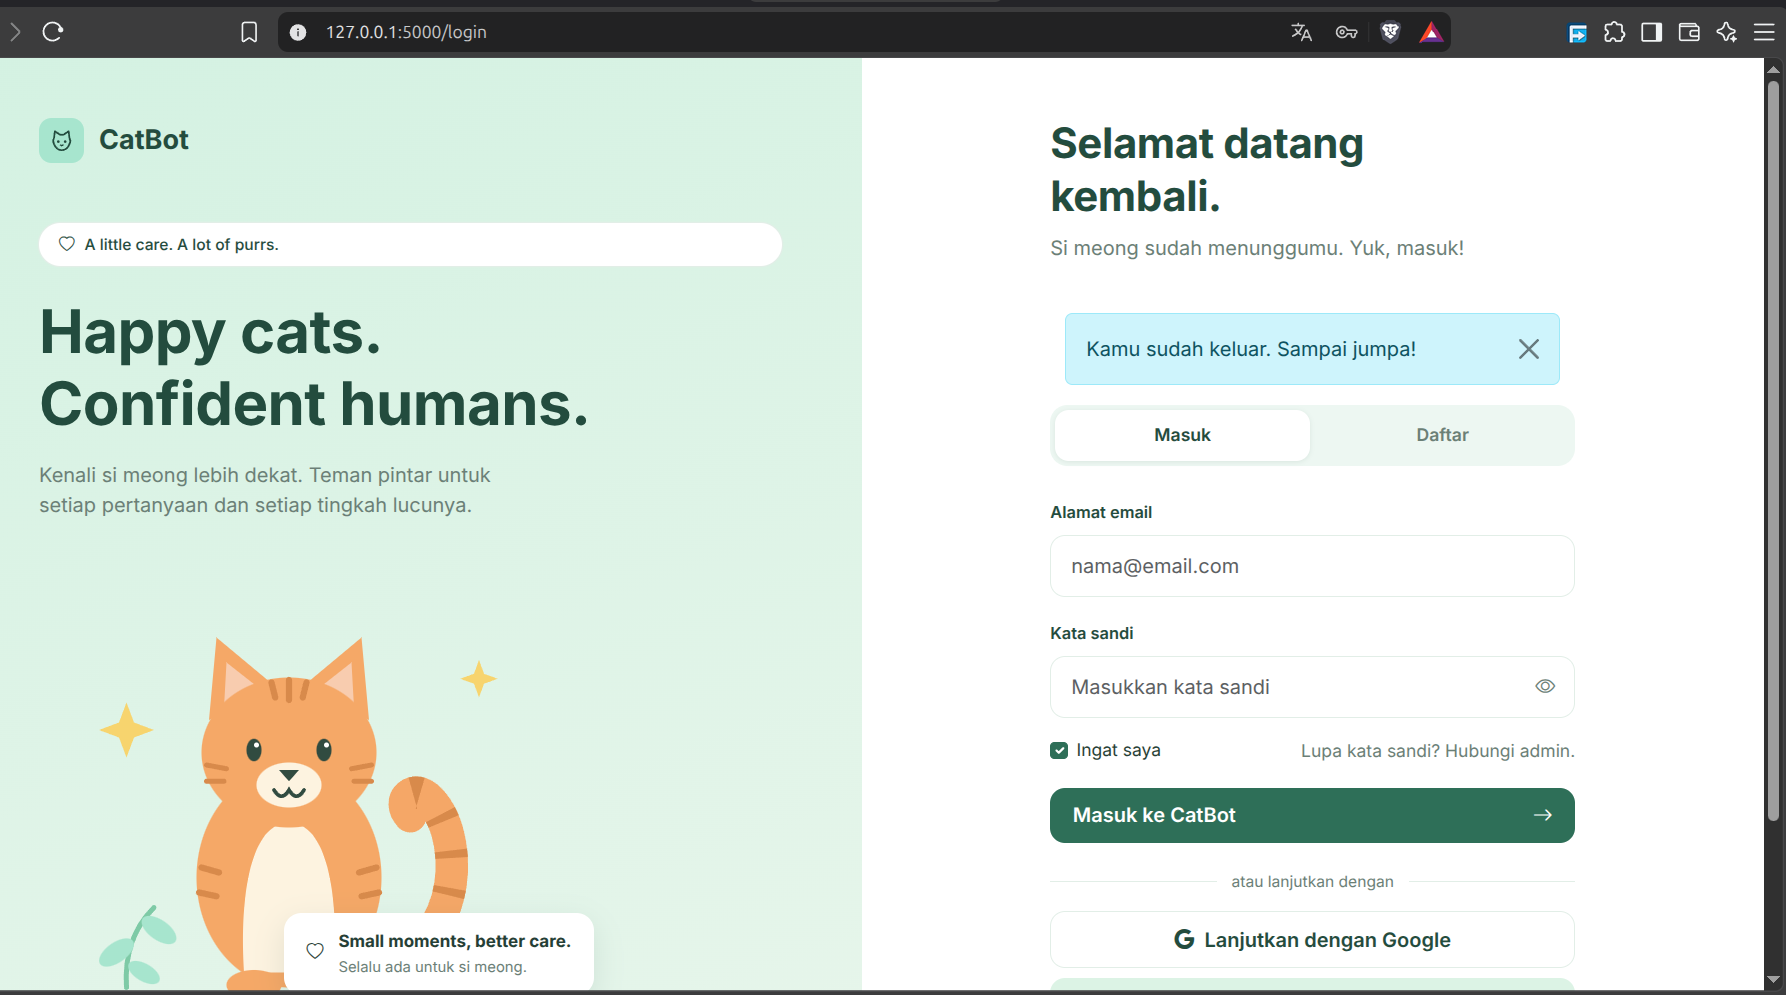 127.0.0.1:5000/login
CatBot
A little care. A lot of purrs.
Happy cats.
Confident humans.
Kenali si meong lebih dekat. Teman pintar untuk
setiap pertanyaan dan setiap tingkah lucunya.
Small moments, better care.
Selalu ada untuk si meong.
Selamat datang
kembali.
Si meong sudah menunggumu. Yuk, masuk!
Kamu sudah keluar. Sampai jumpa!
Masuk
Daftar
Alamat email
nama@email.com
Kata sandi
Masukkan kata sandi
Ingat saya
Lupa kata sandi? Hubungi admin.
Masuk ke CatBot
atau lanjutkan dengan
Lanjutkan dengan Google